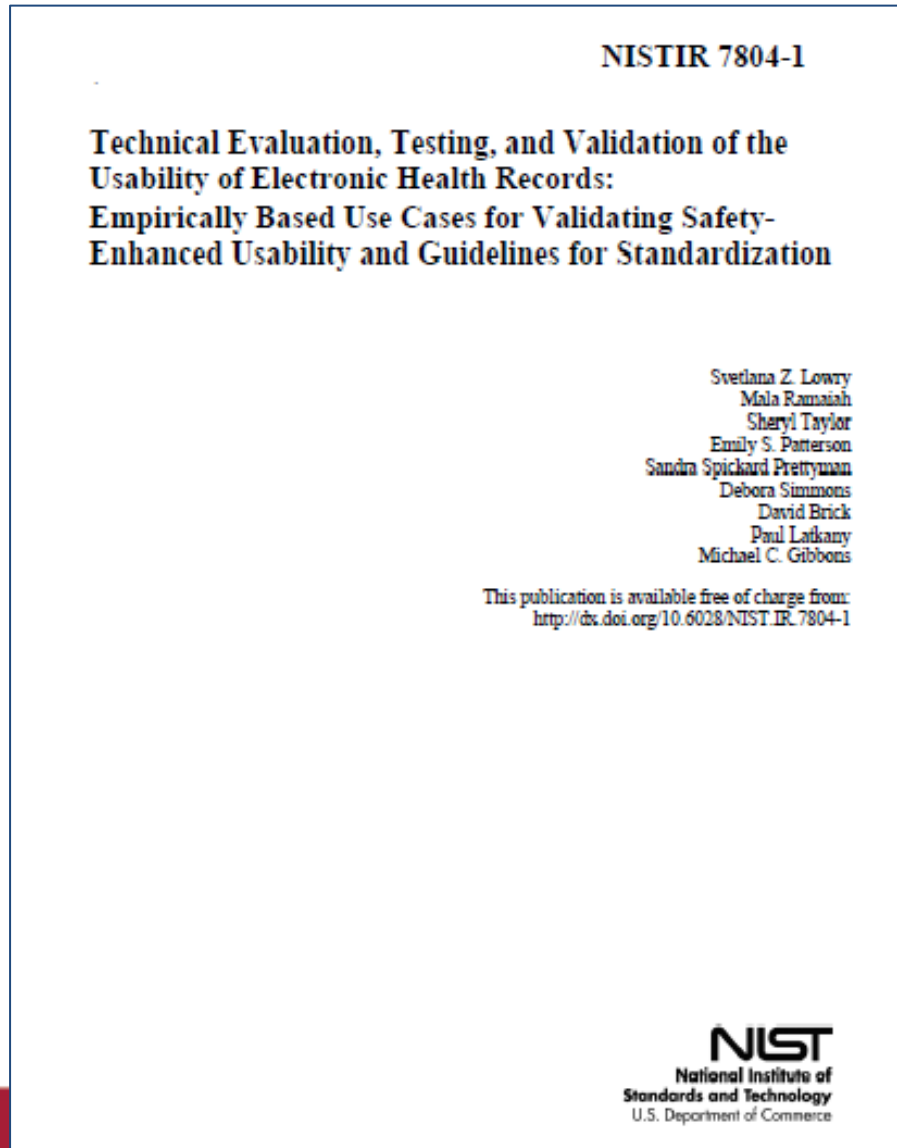 NISTIR 7804-1
Technical Evaluation, Testing, and Validation of the
Usability of Electronic Health Records:
Empirically Based Use Cases for Validating Safety-
Enhanced Usability and Guidelines for Standardization
Svetlana Z. Lowry
Mala Ramaiah
Sheryl Taylor
Emily S. Patterson
Sandra Spickard Prettyman
Debora Simmons
David Brick
Paul Latkany
Michael C. Gibbons
This publication is available free of charge from:
http://dx.doi.org/10.6028/NIST.IR.7804-1
NIST
National Institute of
Standards and Technology
U.S. Department of Commerce